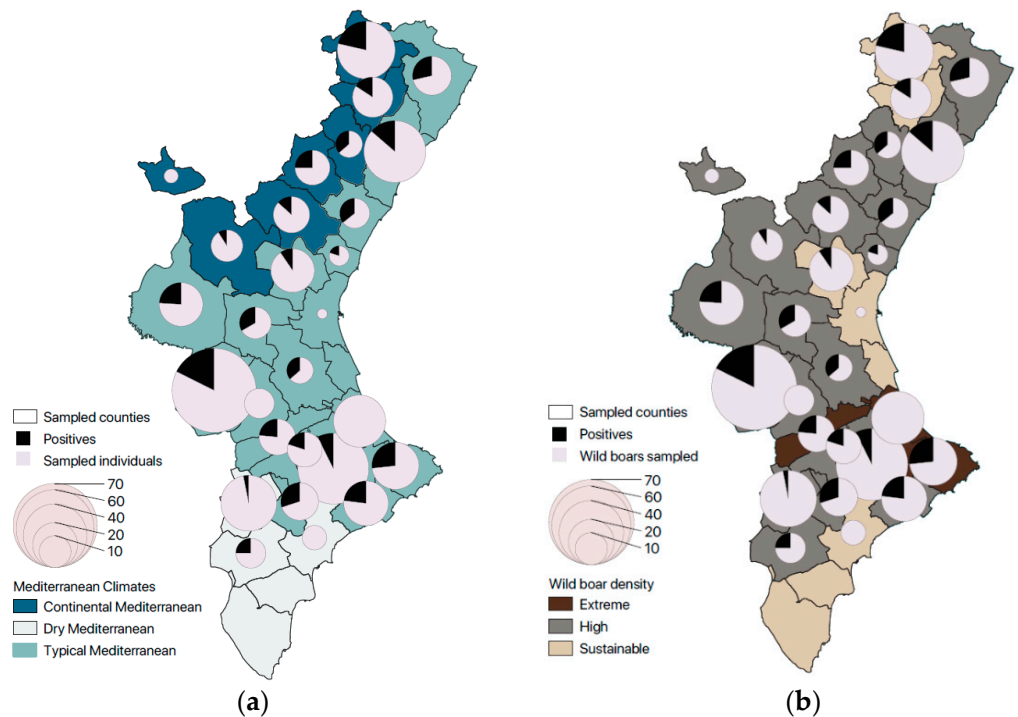 Sampled counties
Positives
Sampled individuals
70
60
40
20
10
Mediterranean Climates
Continental Mediterranean
Dry Mediterranean
Typical Mediterranean
(a)
Sampled counties
Positives
Wild boars sampled
70
60
40
20
10
Wild boar density
Extreme
High
Sustainable
(b)